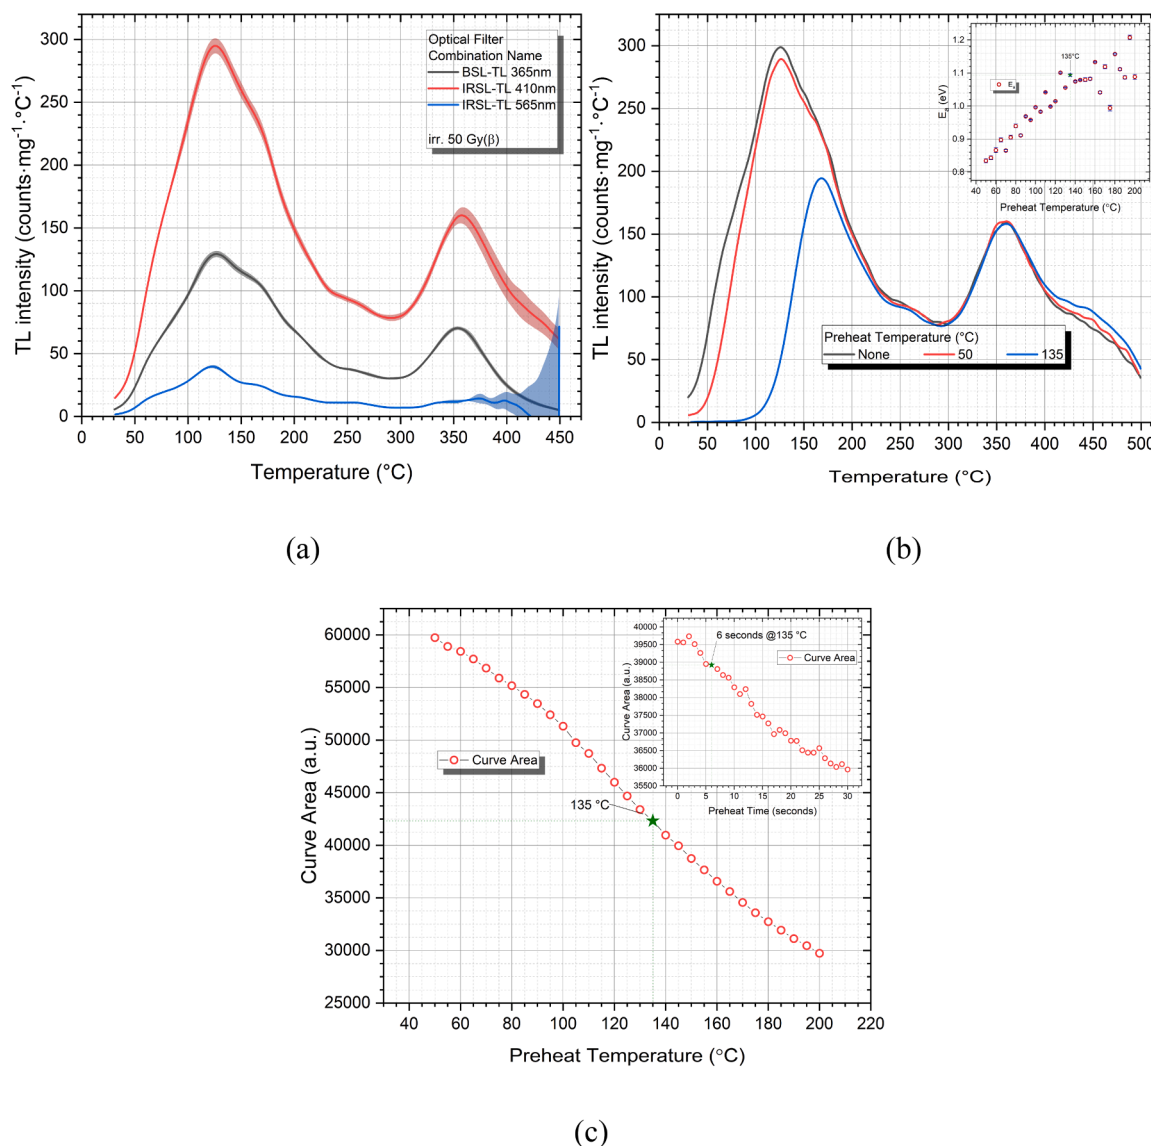 300
250
200
150
100
50
0
TL intensity (counts·mg⁻¹·°C⁻¹)
Optical Filter
Combination Name
BSL-TL 365nm
IRSL-TL 410nm
IRSL-TL 565nm
irr. 50 Gy(β)
0 50 100 150 200 250 300 350 400 450
Temperature (°C)
(a)
300
250
200
150
100
50
0
TL intensity (counts·mg⁻¹·°C⁻¹)
1.2
1.1
1.0
0.9
0.8
Eₐ (eV)
135°C
Eₐ
40 60 80 100 120 140 160 180 200
Preheat Temperature (°C)
Preheat Temperature (°C)
None 50 135
0 50 100 150 200 250 300 350 400 450 500
Temperature (°C)
(b)
60000
55000
50000
45000
40000
35000
30000
25000
Curve Area (a.u.)
Curve Area
135 °C
40000
39500
39000
38500
38000
37500
37000
36500
36000
35500
Curve Area (a.u.)
6 seconds @135 °C
Curve Area
0 5 10 15 20 25 30
Preheat Time (seconds)
40 60 80 100 120 140 160 180 200 220
Preheat Temperature (°C)
(c)